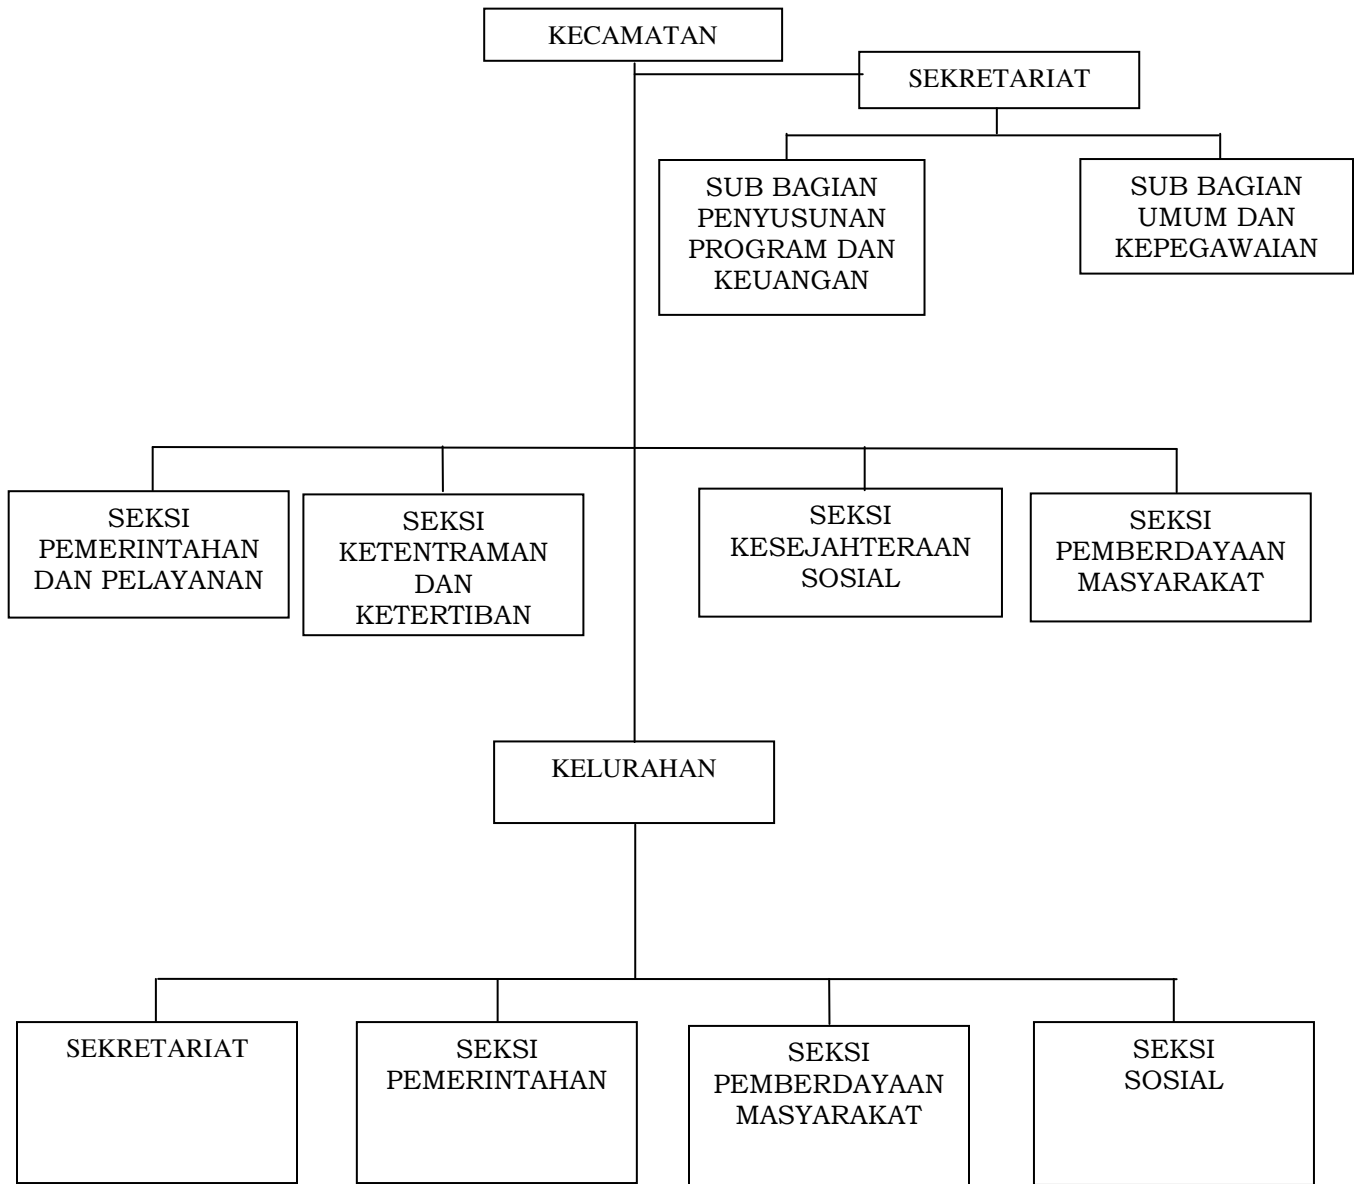 KECAMATAN
SEKRETARIAT
SUB BAGIAN
PENYUSUNAN
PROGRAM DAN
KEUANGAN
SUB BAGIAN
UMUM DAN
KEPEGAWAIAN
SEKSI
PEMERINTAHAN
DAN PELAYANAN
SEKSI
KETENTRAMAN
DAN
KETERTIBAN
SEKSI
KESEJAHTERAAN
SOSIAL
SEKSI
PEMBERDAYAAN
MASYARAKAT
KELURAHAN
SEKRETARIAT
SEKSI
PEMERINTAHAN
SEKSI
PEMBERDAYAAN
MASYARAKAT
SEKSI
SOSIAL